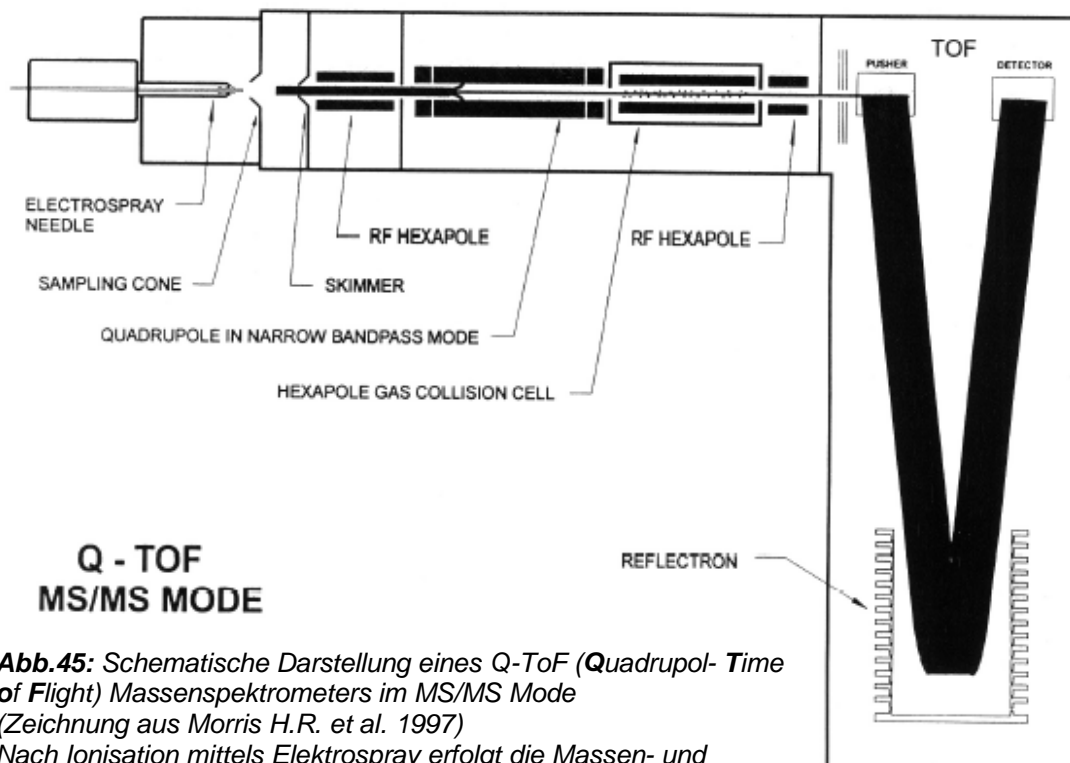 TOF
PUSHER
DETECTOR
ELECTROSPRAY
NEEDLE
RF HEXAPOLE
RF HEXAPOLE
SAMPLING CONE
SKIMMER
QUADRUPOLE IN NARROW BANDPASS MODE
HEXAPOLE GAS COLLISION CELL
REFLECTRON
Q - TOF
MS/MS MODE
Abb.45: Schematische Darstellung eines Q-ToF (Quadrupol- Time
of Flight) Massenspektrometers im MS/MS Mode
(Zeichnung aus Morris H.R. et al. 1997)
Nach Ionisation mittels Elektrospray erfolgt die Massen- und